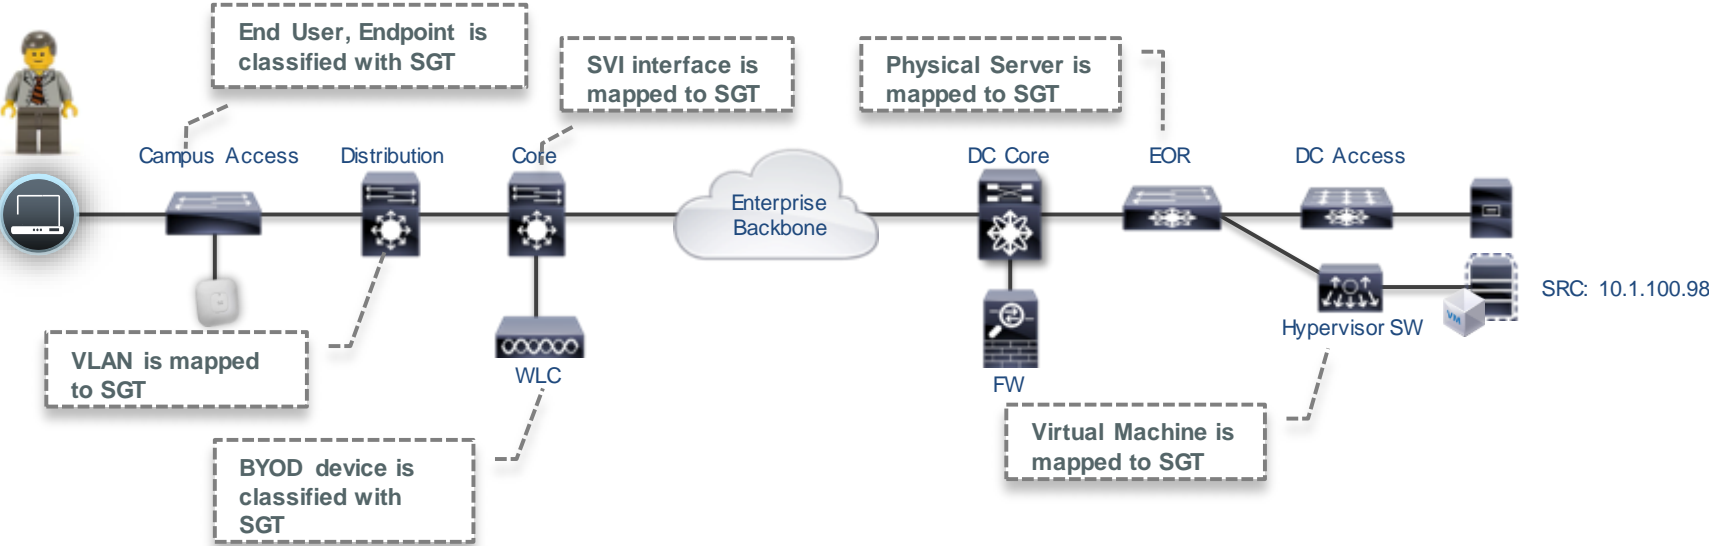 End User, Endpoint is
classified with SGT
SVI interface is
mapped to SGT
Physical Server is
mapped to SGT
Campus Access
Distribution
Core
DC Core
EOR
DC Access
Enterprise
Backbone
SRC: 10.1.100.98
VM
Hypervisor SW
VLAN is mapped
to SGT
WLC
FW
Virtual Machine is
mapped to SGT
BYOD device is
classified with
SGT